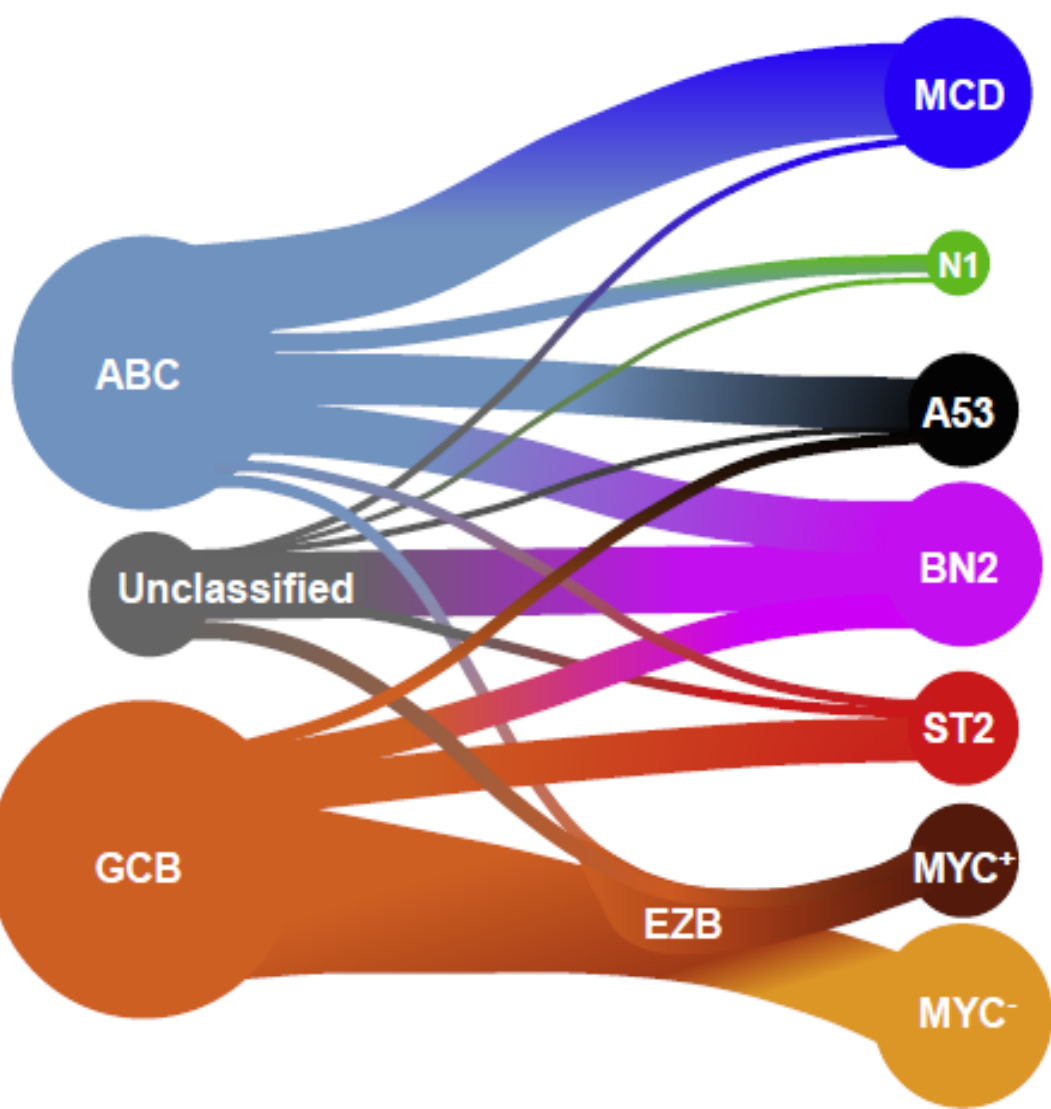 MCD
N1
ABC
A53
BN2
Unclassified
ST2
GCB
MYC⁺
EZB
MYC⁻